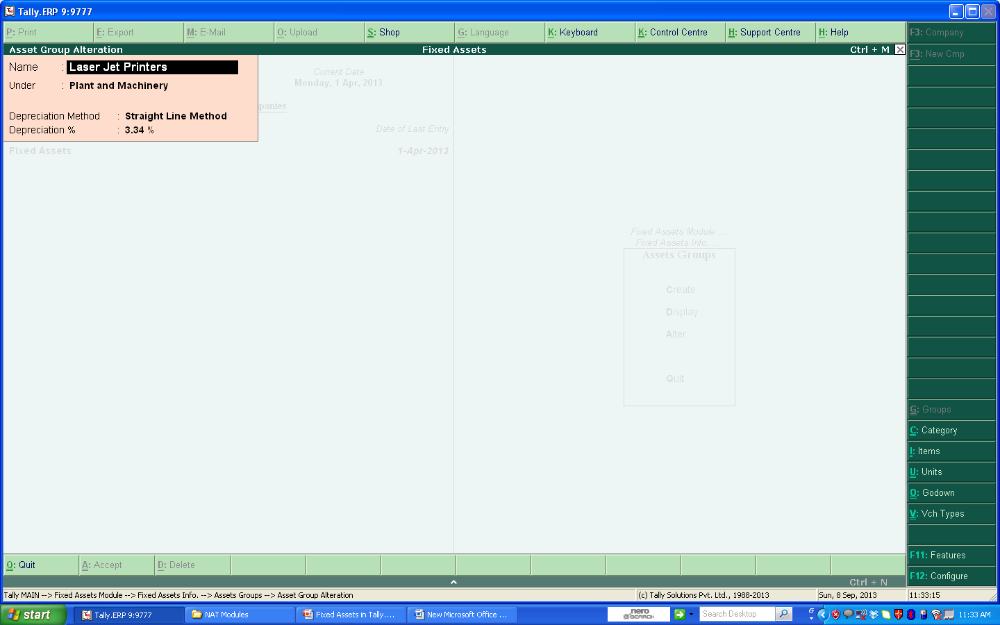 Tally.ERP 9:9777
P: Print E: Export M: E-Mail O: Upload S: Shop G: Language K: Keyboard K: Control Centre H: Support Centre H: Help
Asset Group Alteration Fixed Assets Ctrl + M
Name : Laser Jet Printers
Under : Plant and Machinery
Depreciation Method : Straight Line Method
Depreciation % : 3.34 %
Current Date
Monday, 1 Apr, 2013
panies
Date of Last Entry
Fixed Assets 1-Apr-2013
Fixed Assets Module ....
Fixed Assets Info. ....
Assets Groups
Create
Display
Alter
Quit
F3: Company
F3: New Cmp
G: Groups
C: Category
I: Items
U: Units
O: Godown
V: Vch Types
F11: Features
F12: Configure
Q: Quit A: Accept D: Delete
Ctrl + N
Tally MAIN --> Fixed Assets Module --> Fixed Assets Info. --> Assets Groups --> Asset Group Alteration (c) Tally Solutions Pvt. Ltd., 1988-2013 Sun, 8 Sep, 2013 11:33:15
start Tally.ERP 9:9777 NAT Modules Fixed Assets in Tally.... New Microsoft Office ... nero SEARCH Search Desktop 11:33 AM